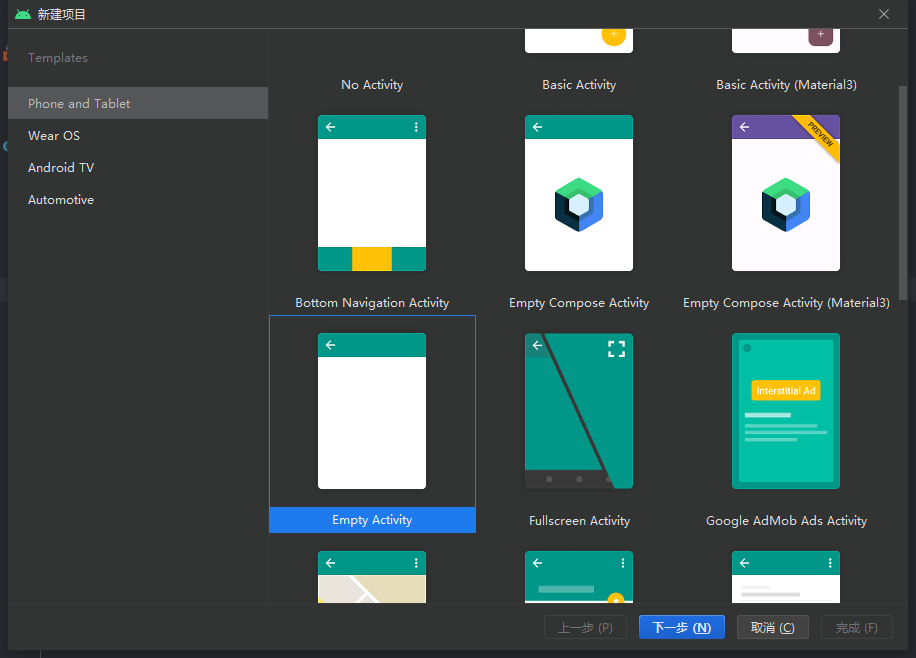 新建项目
Templates
Phone and Tablet
Wear OS
Android TV
Automotive
No Activity
Basic Activity
Basic Activity (Material3)
PREVIEW
Bottom Navigation Activity
Empty Compose Activity
Empty Compose Activity (Material3)
Interstitial Ad
Empty Activity
Fullscreen Activity
Google AdMob Ads Activity
上一步 (P)
下一步 (N)
取消 (C)
完成 (F)